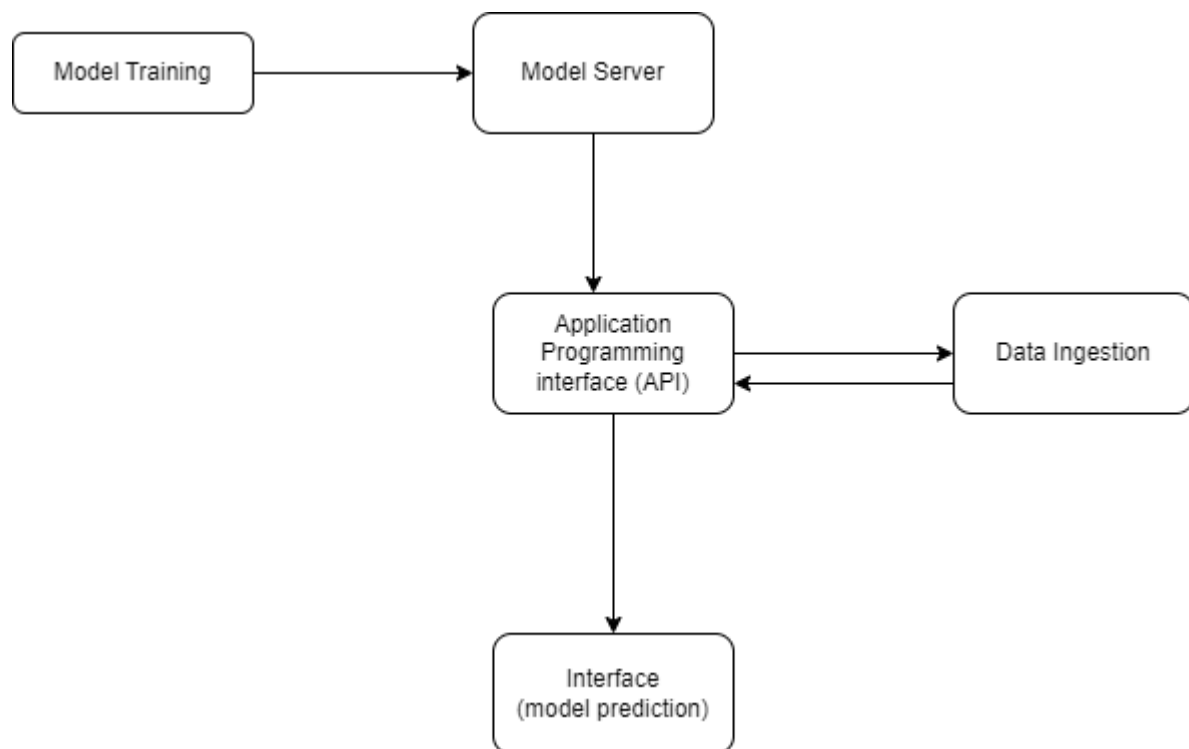 Model Training
Model Server
Application
Programming
interface (API)
Data Ingestion
Interface
(model prediction)